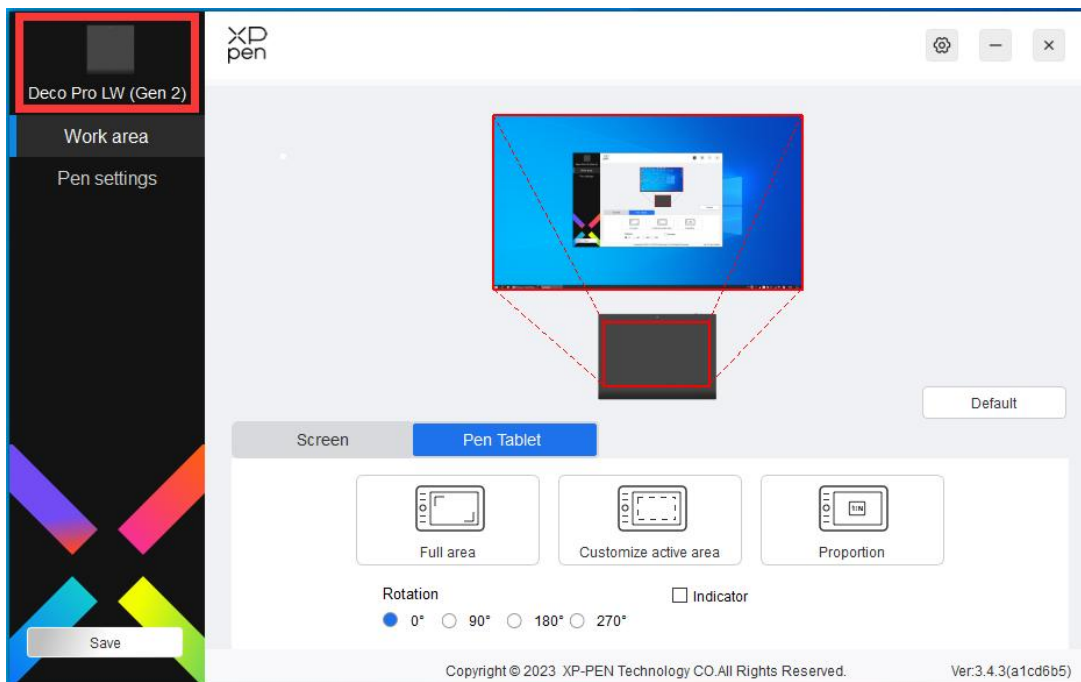 XP
pen
Deco Pro LW (Gen 2)
Work area
Pen settings
Default
Screen
Pen Tablet
Full area
Customize active area
Proportion
Rotation
Indicator
0° 90° 180° 270°
Save
Copyright © 2023 XP-PEN Technology CO.All Rights Reserved.
Ver:3.4.3(a1cd6b5)